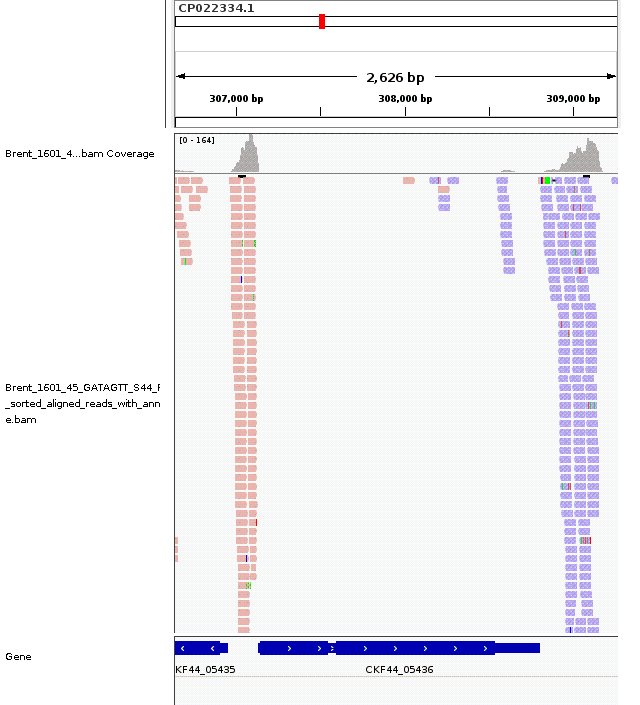 CP022334.1
2,626 bp
307,000 bp 308,000 bp 309,000 bp
[0 - 164]
Brent_1601_4...bam Coverage
Brent_1601_45_GATAGTT_S44_F
_sorted_aligned_reads_with_ann
e.bam
Gene
KF44_05435 CKF44_05436